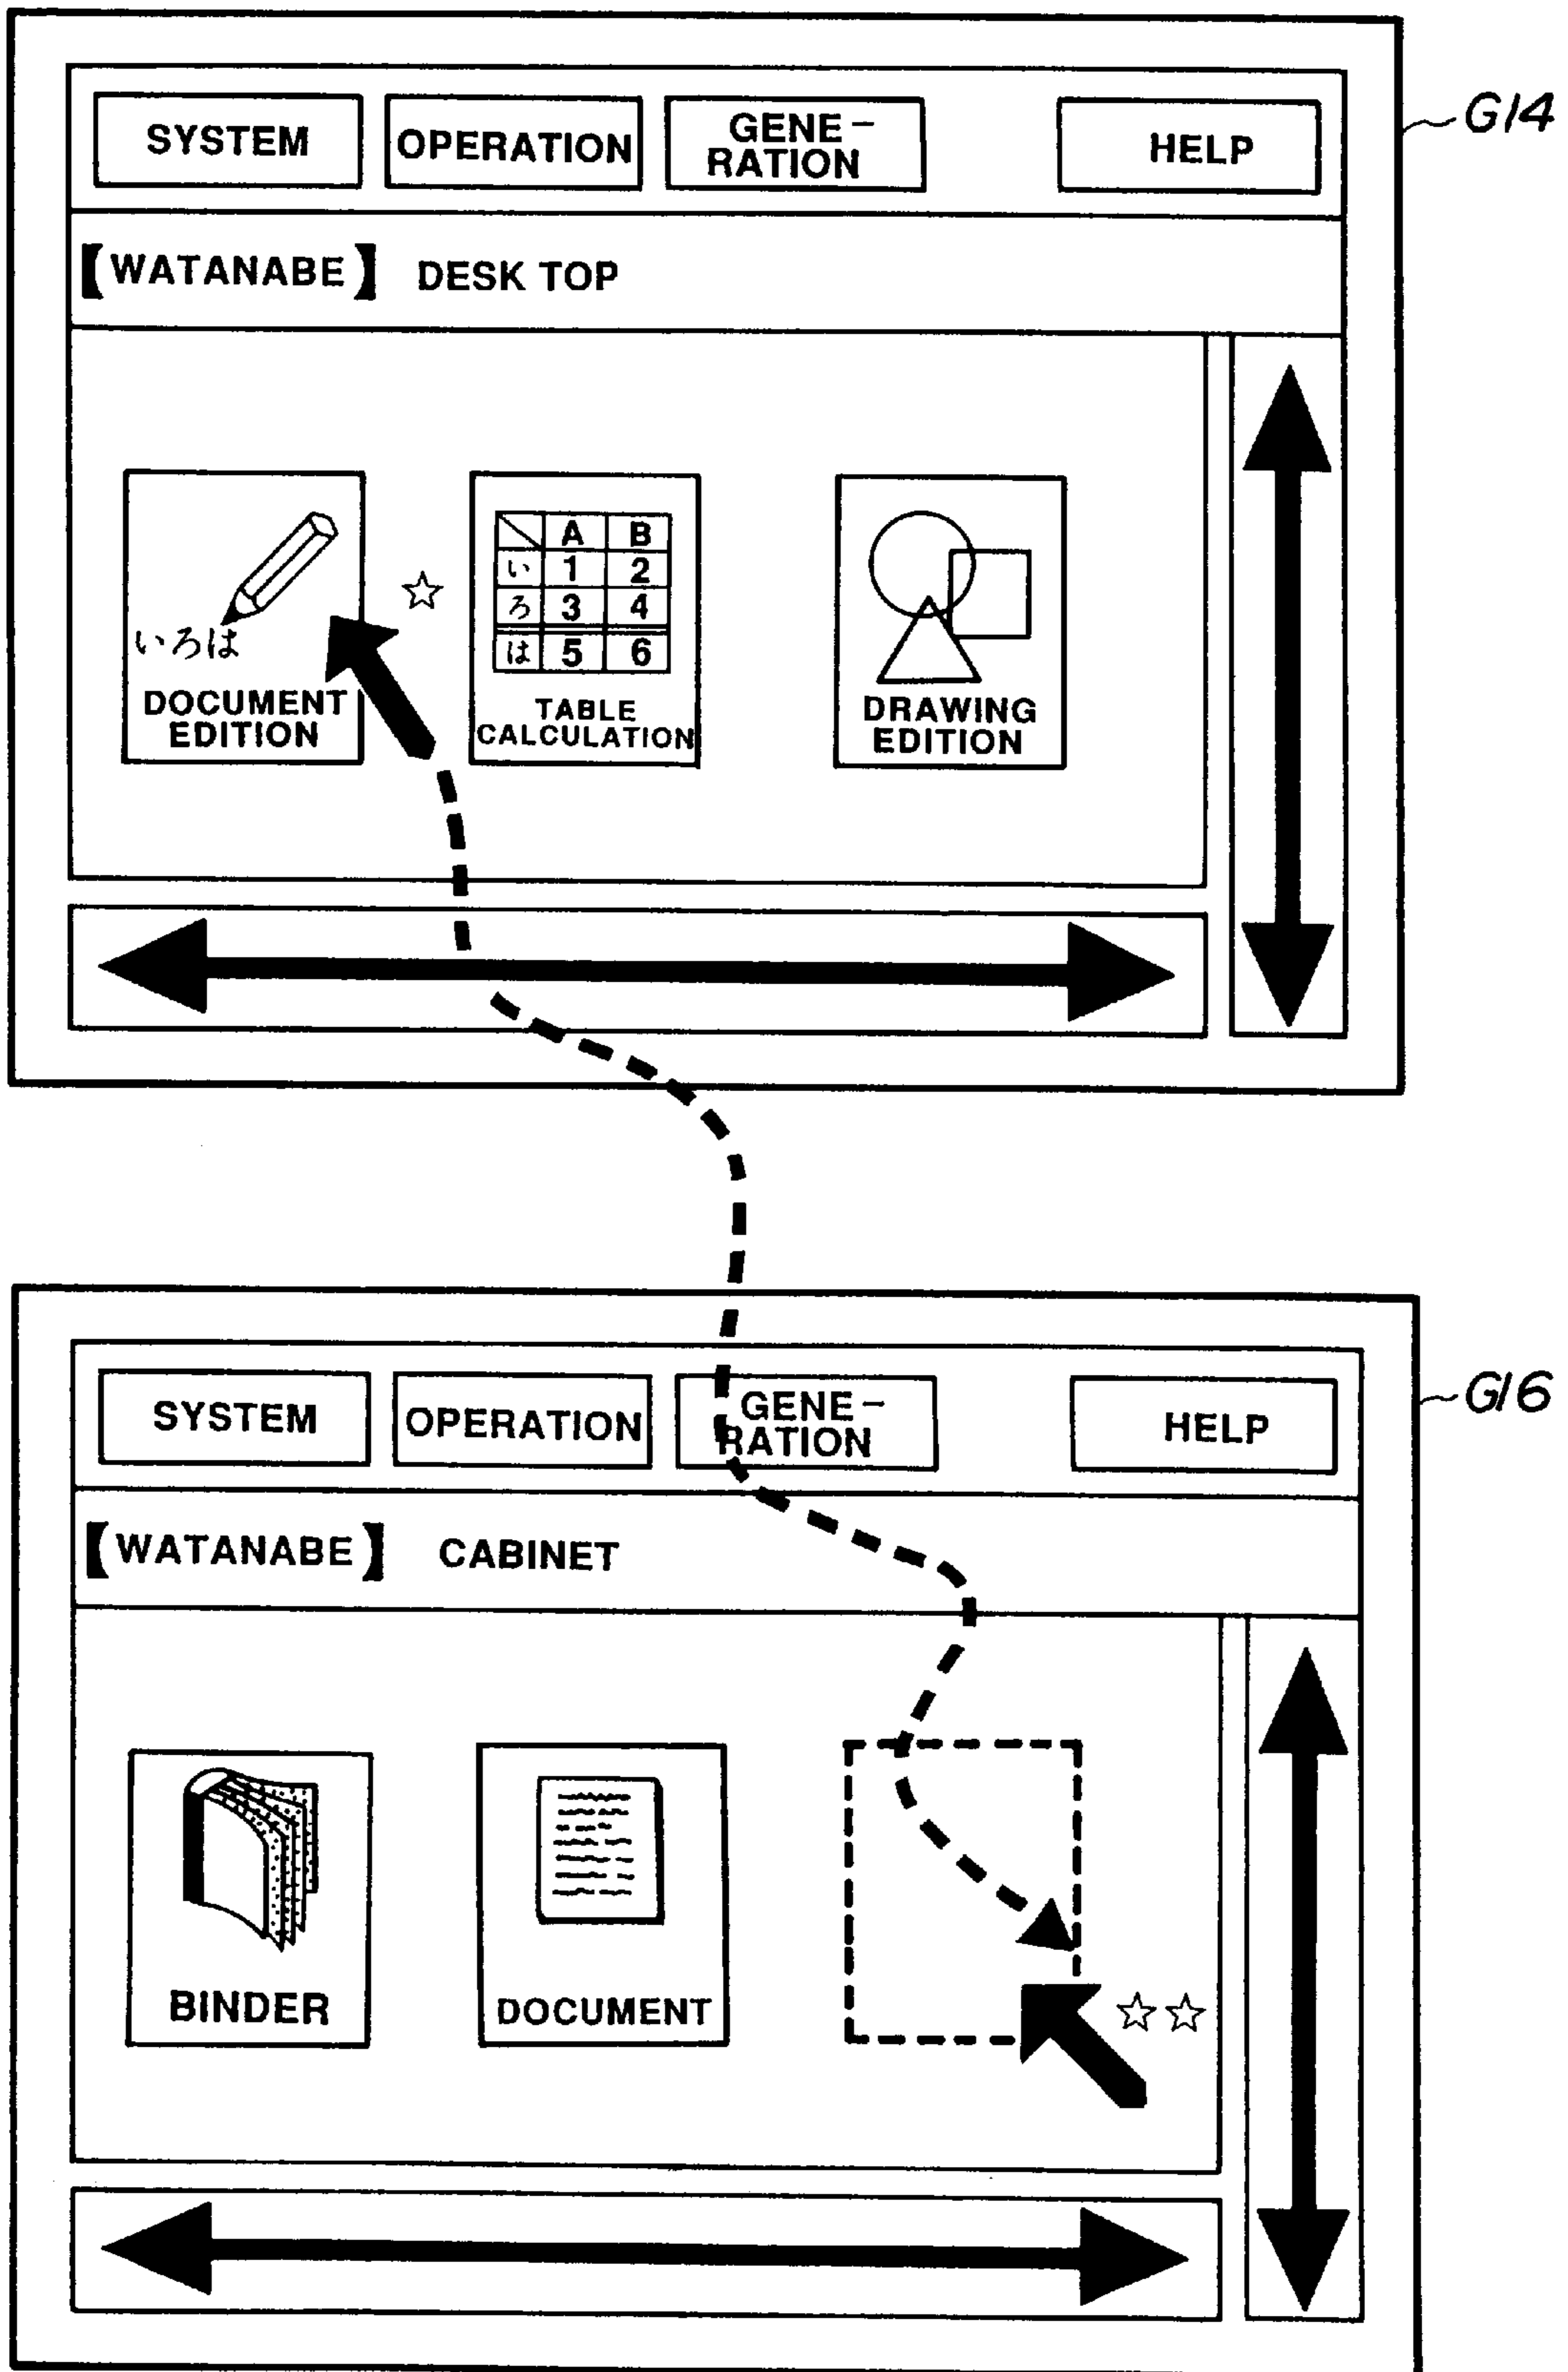 G14
SYSTEM
OPERATION
GENE-
RATION
HELP
【WATANABE】 DESK TOP
いろは
DOCUMENT
EDITION
☆
A B
い 1 2
ろ 3 4
は 5 6
TABLE
CALCULATION
DRAWING
EDITION
G16
SYSTEM
OPERATION
GENE-
RATION
HELP
【WATANABE】 CABINET
BINDER
DOCUMENT
☆☆